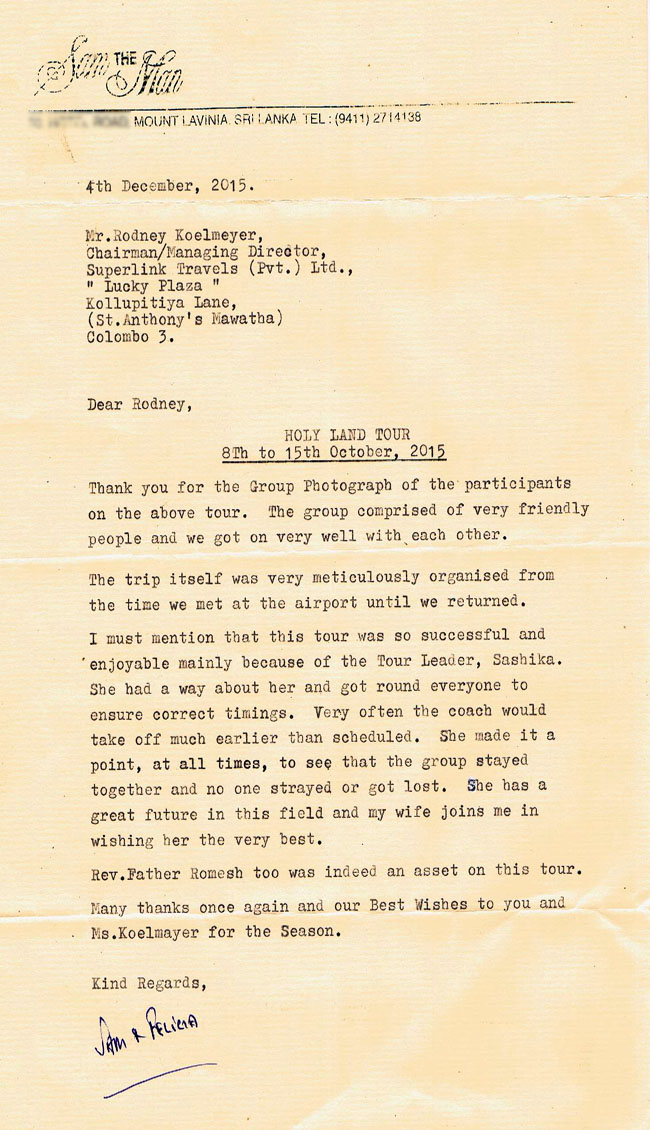 Sam THE Man
MOUNT LAVINIA. SRI LANKA TEL : (9411) 2714138
4th December, 2015.
Mr.Rodney Koelmeyer,
Chairman/Managing Director,
Superlink Travels (Pvt.) Ltd.,
" Lucky Plaza "
Kollupitiya Lane,
(St.Anthony's Mawatha)
Colombo 3.
Dear Rodney,
HOLY LAND TOUR
8Th to 15th October, 2015
Thank you for the Group Photograph of the participants
on the above tour. The group comprised of very friendly
people and we got on very well with each other.
The trip itself was very meticulously organised from
the time we met at the airport until we returned.
I must mention that this tour was so successful and
enjoyable mainly because of the Tour Leader, Sashika.
She had a way about her and got round everyone to
ensure correct timings. Very often the coach would
take off much earlier than scheduled. She made it a
point, at all times, to see that the group stayed
together and no one strayed or got lost. She has a
great future in this field and my wife joins me in
wishing her the very best.
Rev.Father Romesh too was indeed an asset on this tour.
Many thanks once again and our Best Wishes to you and
Ms.Koelmayer for the Season.
Kind Regards,
SAM & FELICIA